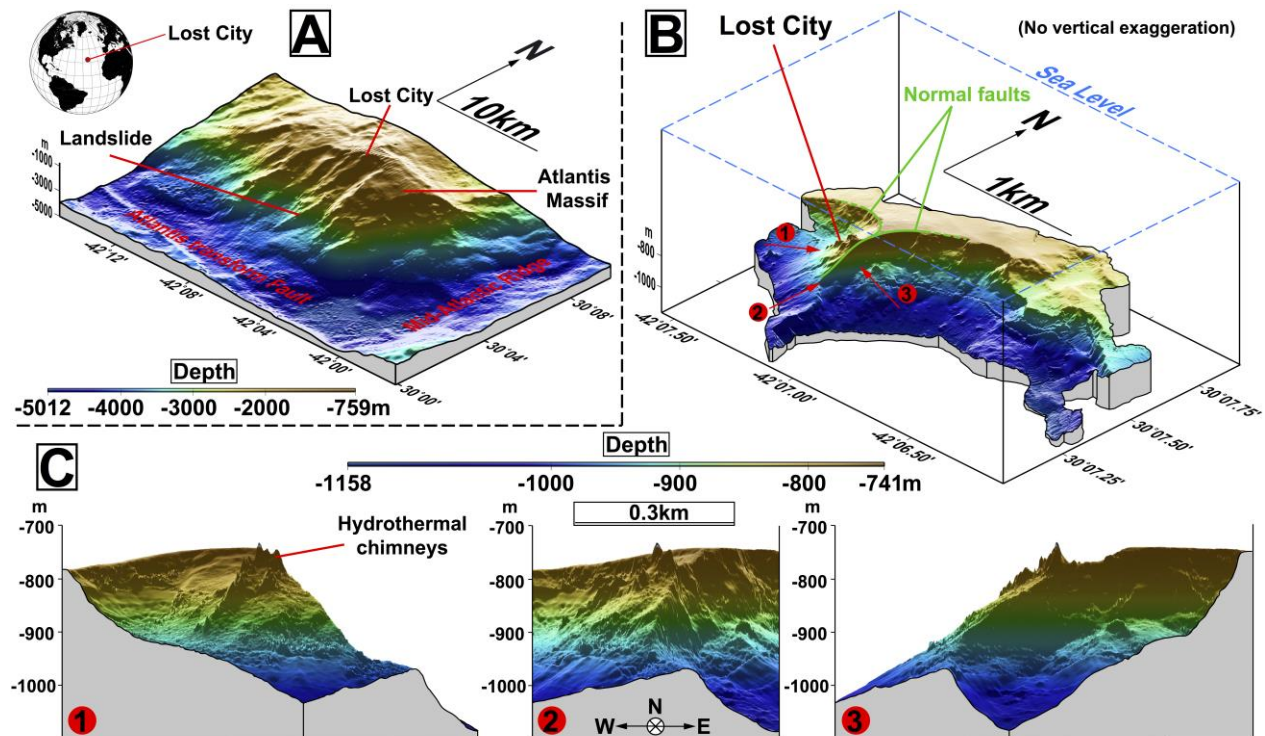 Lost City
A
N
10km
Lost City
Landslide
Atlantis
Massif
m
-1000
-3000
-5000
Atlantis Transform Fault
Mid-Atlantic Ridge
-42°12'
-42°08'
-42°04'
-42°00'
30°00'
30°04'
30°08'
Depth
-5012 -4000 -3000 -2000 -759m
B
Lost City
(No vertical exaggeration)
Sea Level
Normal faults
N
1km
m
-800
-1000
1
2
3
-42°07.50'
-42°07.00'
-42°06.50'
30°07.25'
30°07.50'
30°07.75'
C
Depth
-1158 -1000 -900 -800 -741m
0.3km
m
-700
-800
-900
-1000
Hydrothermal
chimneys
1
m
-700
-800
-900
-1000
N
W E
2
m
-700
-800
-900
-1000
3